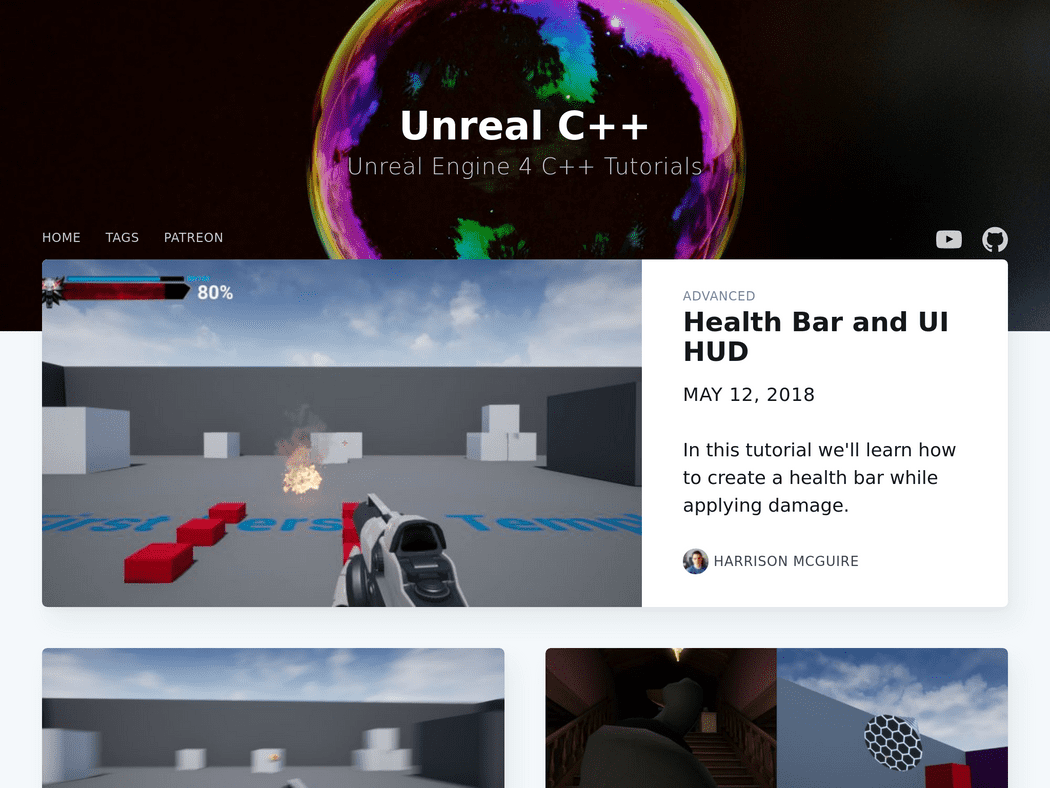 Unreal C++
Unreal Engine 4 C++ Tutorials
HOME TAGS PATREON
80%
ADVANCED
Health Bar and UI
HUD
MAY 12, 2018
In this tutorial we'll learn how
to create a health bar while
applying damage.
HARRISON MCGUIRE